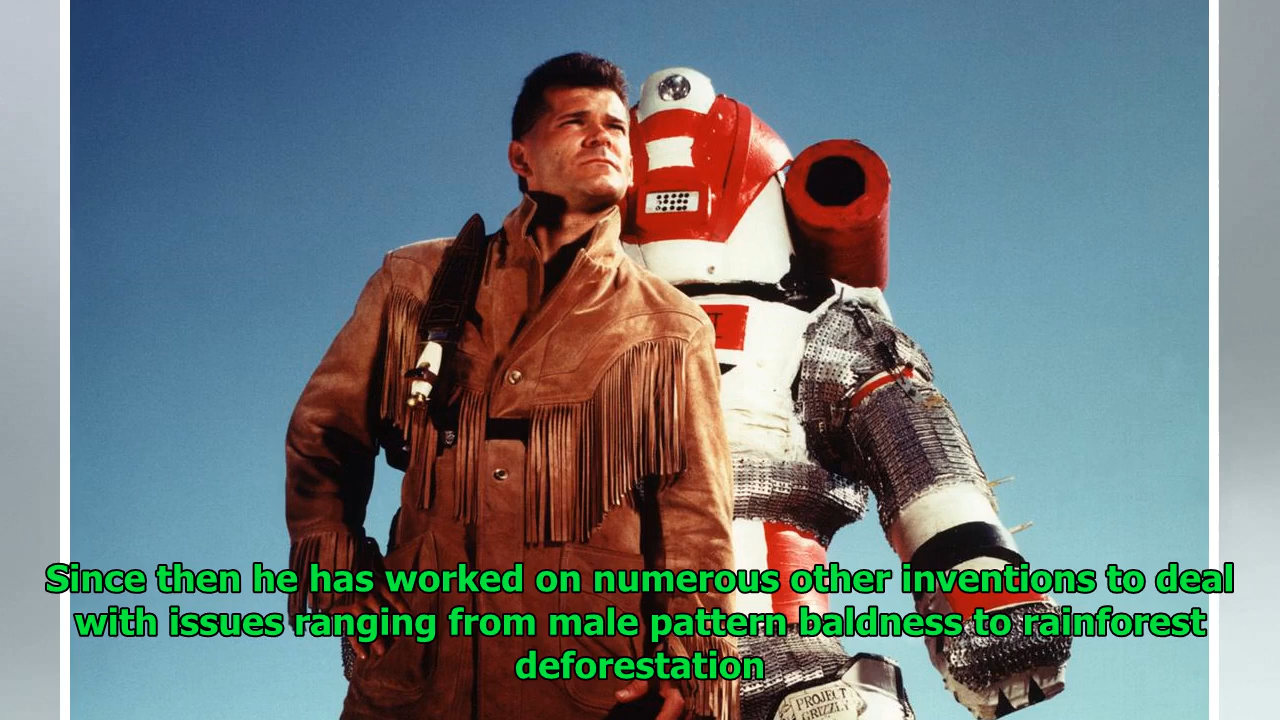 Since then he has worked on numerous other inventions to deal
with issues ranging from male pattern baldness to rainforest
deforestation
PROJECT
GRIZZLY